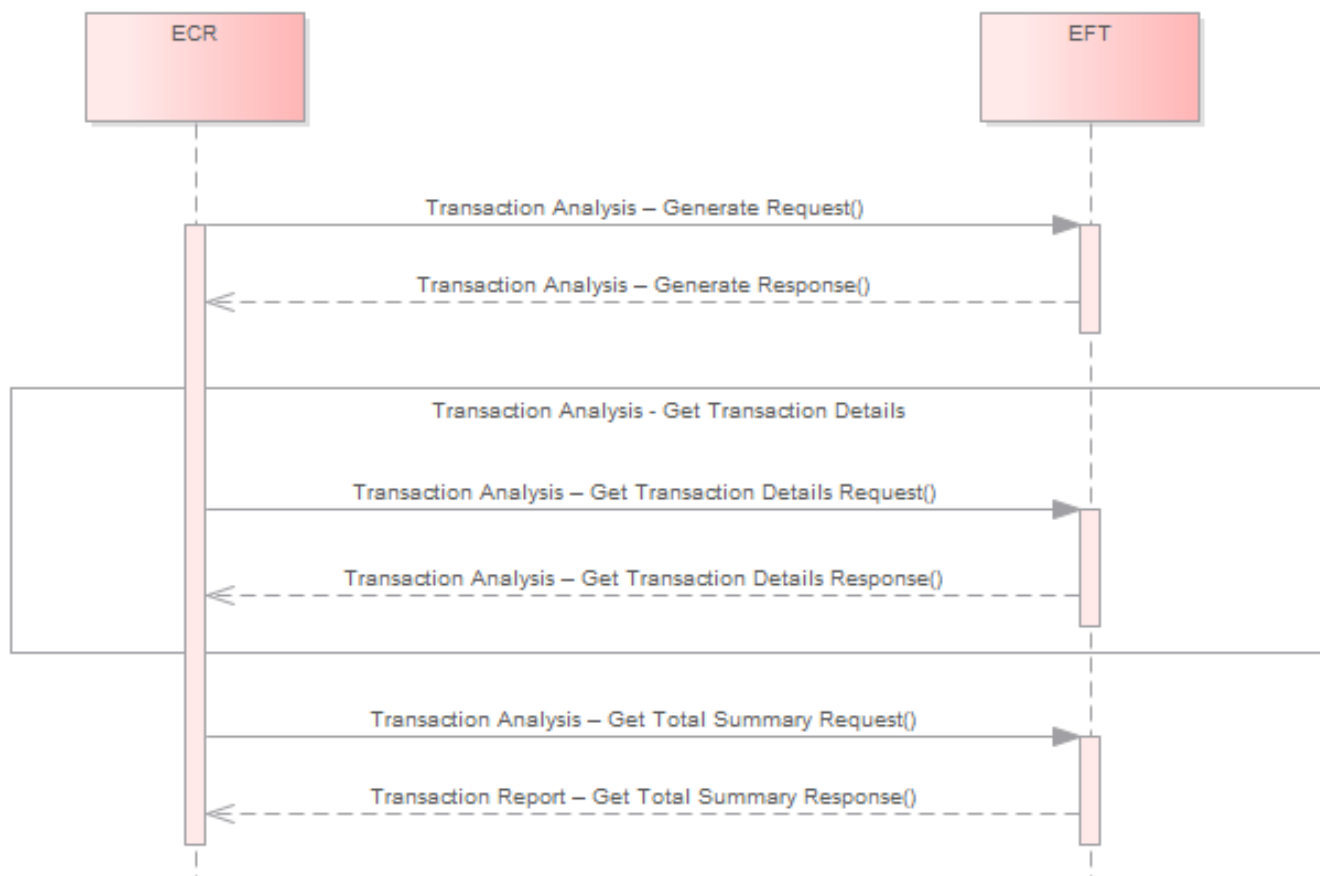 ECR
EFT
Transaction Analysis – Generate Request()
Transaction Analysis – Generate Response()
Transaction Analysis - Get Transaction Details
Transaction Analysis – Get Transaction Details Request()
Transaction Analysis – Get Transaction Details Response()
Transaction Analysis – Get Total Summary Request()
Transaction Report – Get Total Summary Response()